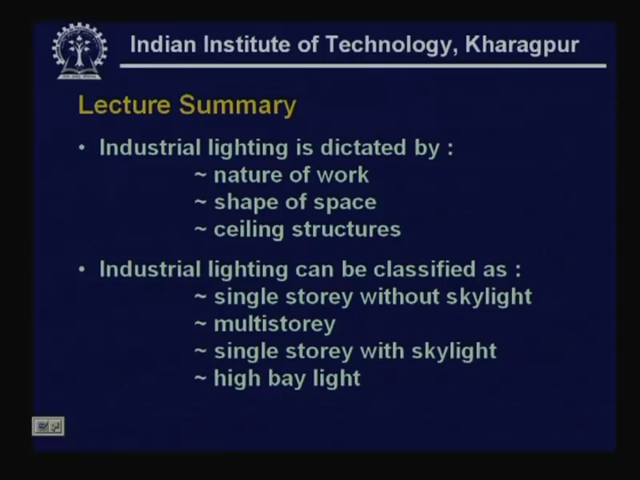 Indian Institute of Technology, Kharagpur
Lecture Summary
• Industrial lighting is dictated by :
~ nature of work
~ shape of space
~ ceiling structures
• Industrial lighting can be classified as :
~ single storey without skylight
~ multistorey
~ single storey with skylight
~ high bay light